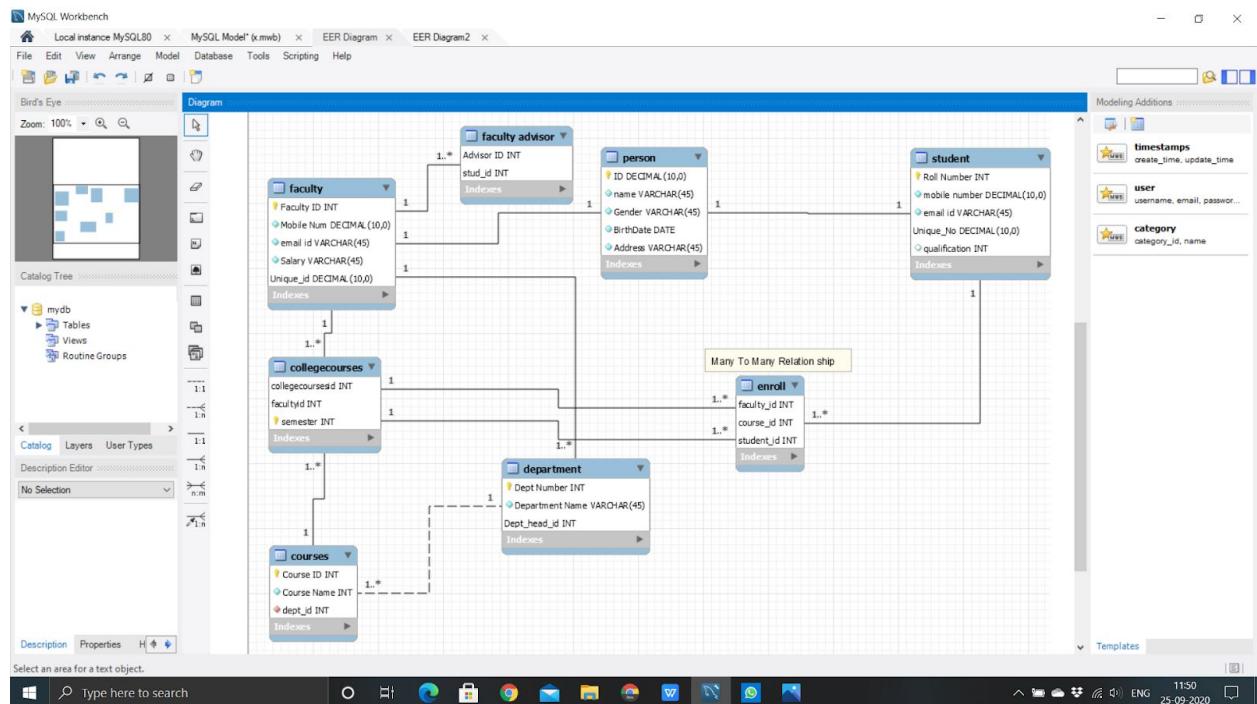 MySQL Workbench
Local instance MySQL80 × MySQL Model* (x.mwb) × EER Diagram × EER Diagram2 ×
File Edit View Arrange Model Database Tools Scripting Help
Bird's Eye
Zoom: 100%
Diagram
Modeling Additions
timestamps
create_time, update_time
user
username, email, passwor...
category
category_id, name
faculty advisor
Advisor ID INT
stud_id INT
Indexes
person
ID DECIMAL(10,0)
name VARCHAR(45)
Gender VARCHAR(45)
BirthDate DATE
Address VARCHAR(45)
Indexes
student
Roll Number INT
mobile number DECIMAL(10,0)
email id VARCHAR(45)
Unique_No DECIMAL(10,0)
qualification INT
Indexes
faculty
Faculty ID INT
Mobile Num DECIMAL(10,0)
email id VARCHAR(45)
Salary VARCHAR(45)
Unique_id DECIMAL(10,0)
Indexes
1..*
1
1
1
1
1
1
1
1
1..*
Catalog Tree
mydb
Tables
Views
Routine Groups
Many To Many Relation ship
collegecourses
collegecoursesid INT
facultyid INT
semester INT
Indexes
1
1
1..*
enroll
faculty_id INT
course_id INT
student_id INT
Indexes
1..*
1..*
1..*
1:1
1:n
1:1
1:n
n:m
1:n
Catalog Layers User Types
Description Editor
No Selection
1..*
department
Dept Number INT
Department Name VARCHAR(45)
Dept_head_id INT
Indexes
1
1
courses
Course ID INT
Course Name INT
dept_id INT
Indexes
1..*
Description Properties H
Templates
Select an area for a text object.
Type here to search
ENG
11:50
25-09-2020